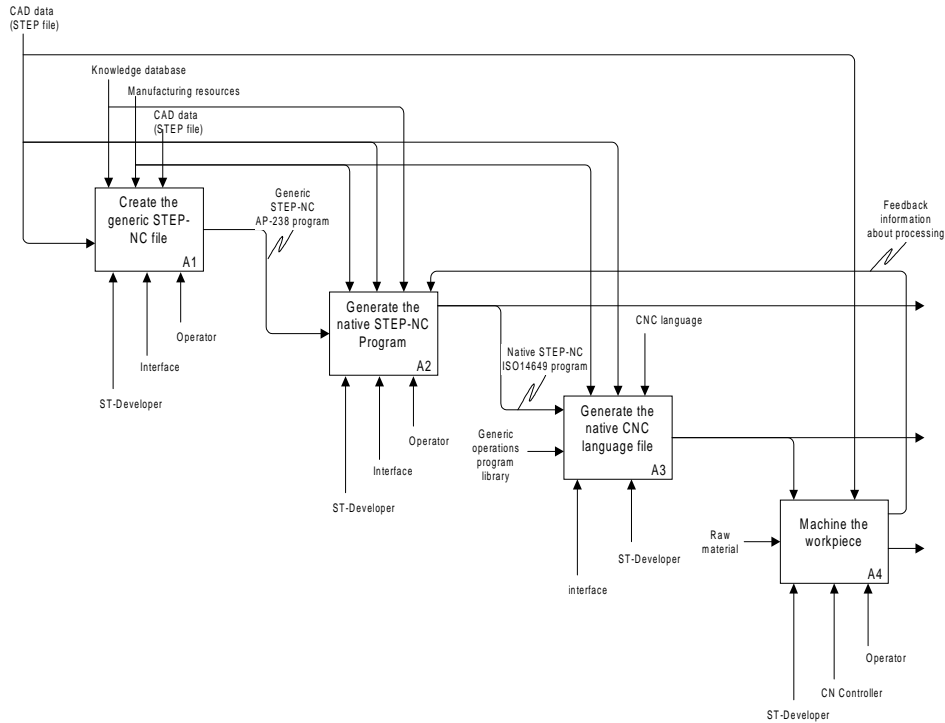 CAD data
(STEP file)
Knowledge database
Manufacturing resources
CAD data
(STEP file)
Create the
generic STEP-
NC file
A1
Generic
STEP-NC
AP-238 program
Feedback
information
about processing
Operator
Interface
ST-Developer
Generate the
native STEP-NC
Program
A2
CNC language
Native STEP-NC
ISO14649 program
Operator
Interface
ST-Developer
Generic
operations
program
library
Generate the
native CNC
language file
A3
ST-Developer
interface
Raw
material
Machine the
workpiece
A4
Operator
CN Controller
ST-Developer